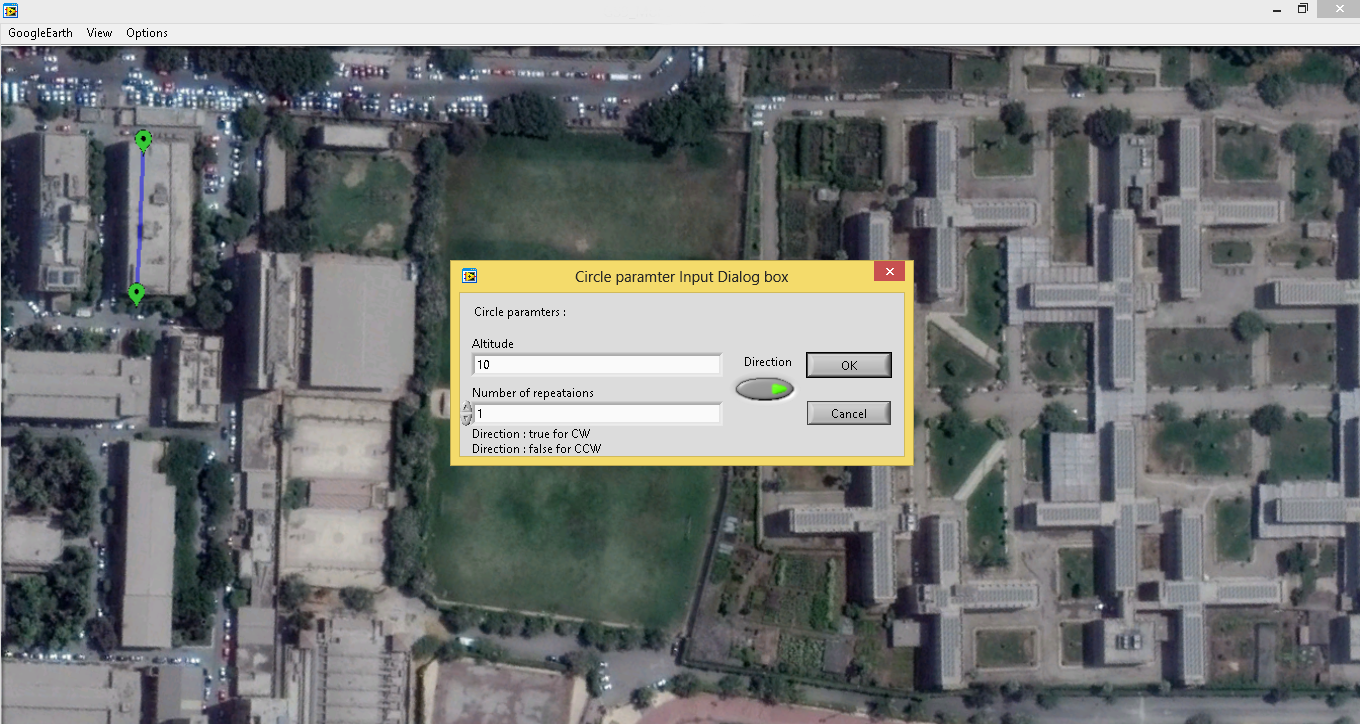 GoogleEarth View Options
Circle paramter Input Dialog box
Circle paramters :
Altitude
10
Direction
OK
Number of repeataions
1
Cancel
Direction : true for CW
Direction : false for CCW